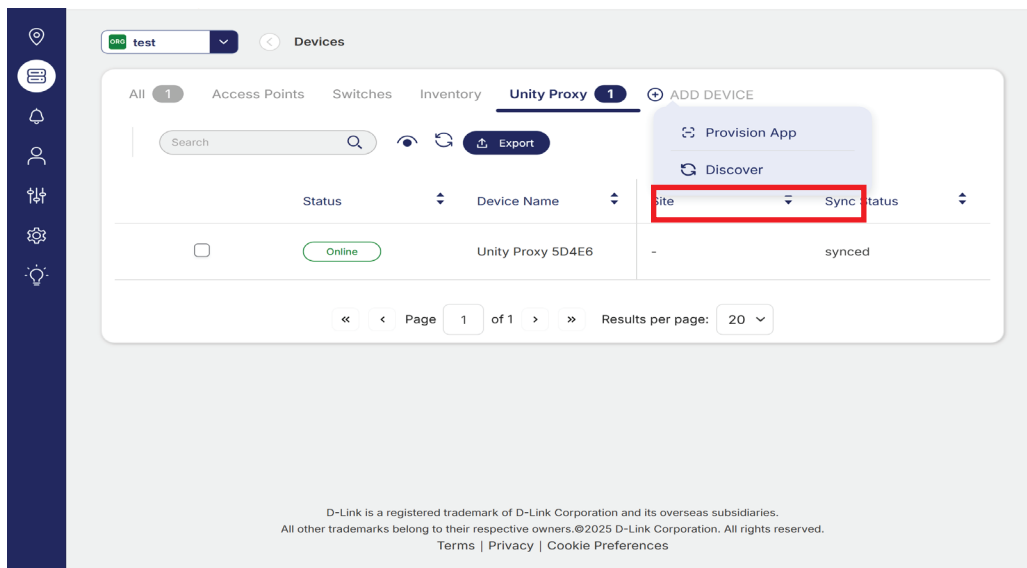 ORG test Devices
All 1 Access Points Switches Inventory Unity Proxy 1 ADD DEVICE
Provision App
Search Export
Discover
Status Device Name Site Sync Status
Online Unity Proxy 5D4E6 - synced
« ‹ Page 1 of 1 › » Results per page: 20
D-Link is a registered trademark of D-Link Corporation and its overseas subsidiaries.
All other trademarks belong to their respective owners.©2025 D-Link Corporation. All rights reserved.
Terms | Privacy | Cookie Preferences